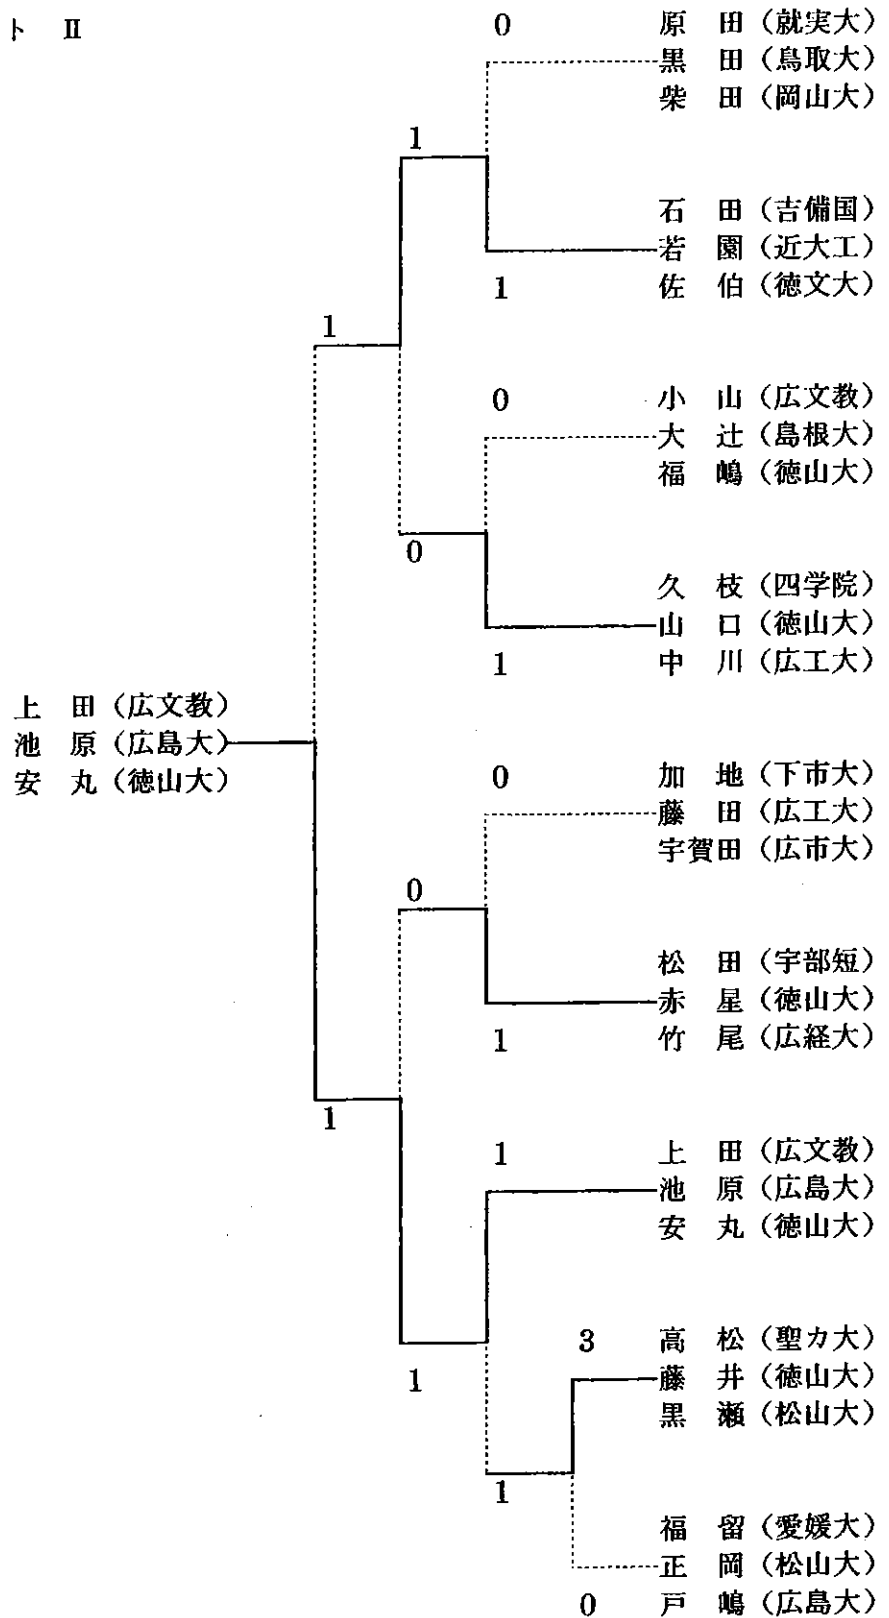 ト Ⅱ
0
原 田（就実大）
黒 田（鳥取大）
柴 田（岡山大）
1
石 田（吉備国）
若 園（近大工）
佐 伯（徳文大）
1
1
0
小 山（広文教）
大 辻（島根大）
福 嶋（徳山大）
0
久 枝（四学院）
山 口（徳山大）
中 川（広工大）
1
上 田（広文教）
池 原（広島大）
安 丸（徳山大）
0
加 地（下市大）
藤 田（広工大）
宇賀田（広市大）
0
松 田（宇部短）
赤 星（徳山大）
竹 尾（広経大）
1
1
1
上 田（広文教）
池 原（広島大）
安 丸（徳山大）
3
高 松（聖カ大）
藤 井（徳山大）
黒 瀬（松山大）
1
1
福 留（愛媛大）
正 岡（松山大）
戸 嶋（広島大）
0